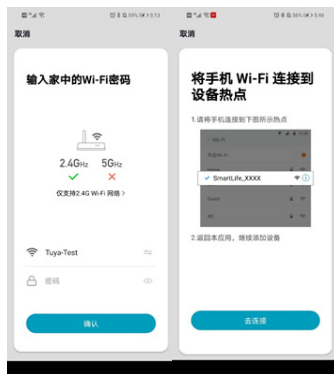 取消
输入家中的Wi-Fi密码
2.4GHz 5GHz
仅支持2.4G Wi-Fi 网络 >
Tuya-Test
密码
确认
取消
将手机 Wi-Fi 连接到
设备热点
1.请将手机连接到下图所示热点
SmartLife_XXXX
2.返回本应用，继续添加设备
去连接